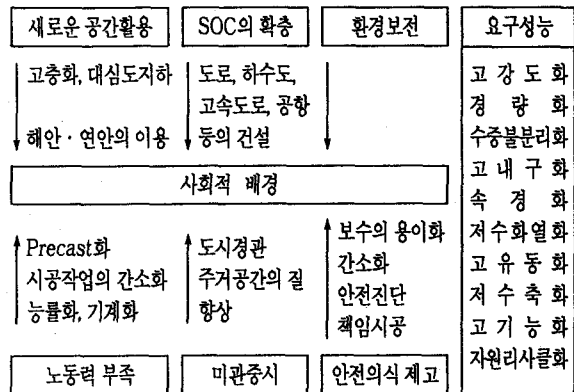 새로운 공간활용
SOC의 확충
환경보전
요구성능
고층화, 대심도지하
해안 · 연안의 이용
도로, 하수도,
고속도로, 공항
등의 건설
사회적 배경
Precast화
시공작업의 간소화
능률화, 기계화
도시경관
주거공간의 질
향상
보수의 용이화
간소화
안전진단
책임시공
노동력 부족
미관중시
안전의식 제고
고 강 도 화
경 량 화
수중불분리화
고 내 구 화
속 경 화
저수화열화
고 유 동 화
저 수 축 화
고 기 능 화
자원리사클화